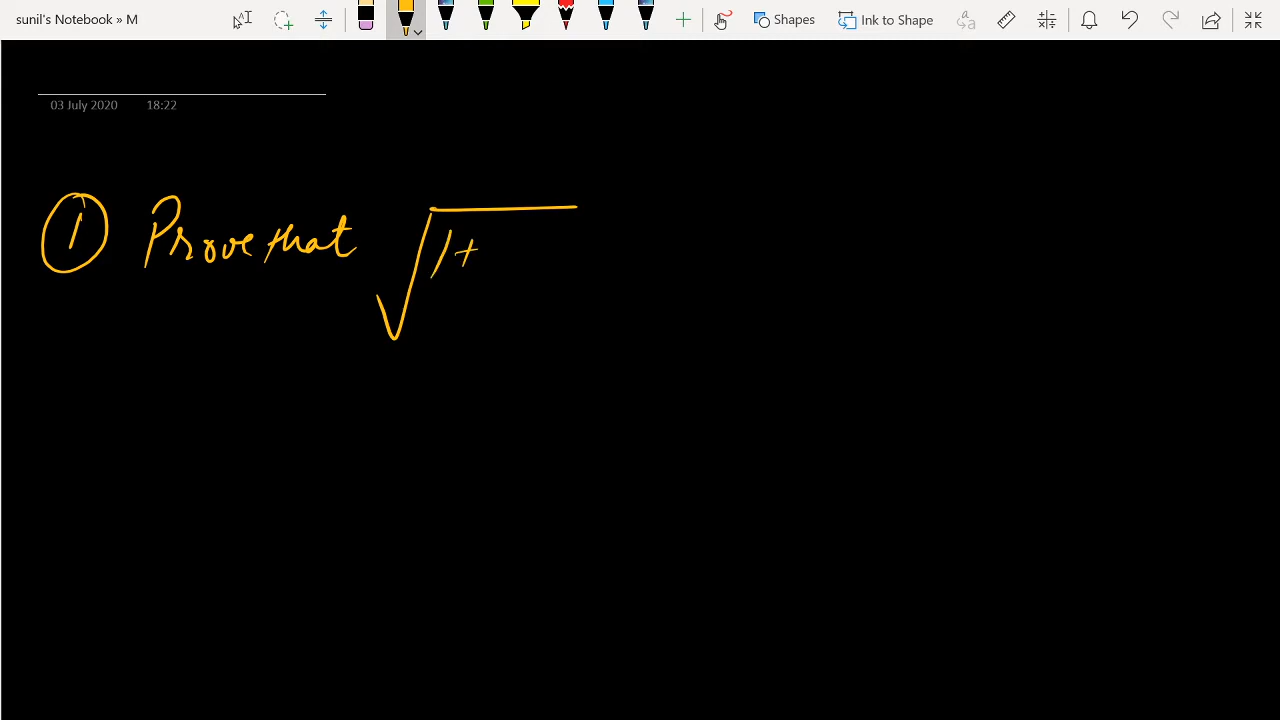 sunil's Notebook » M
Shapes
Ink to Shape
03 July 2020 18:22
① Prove that √1+